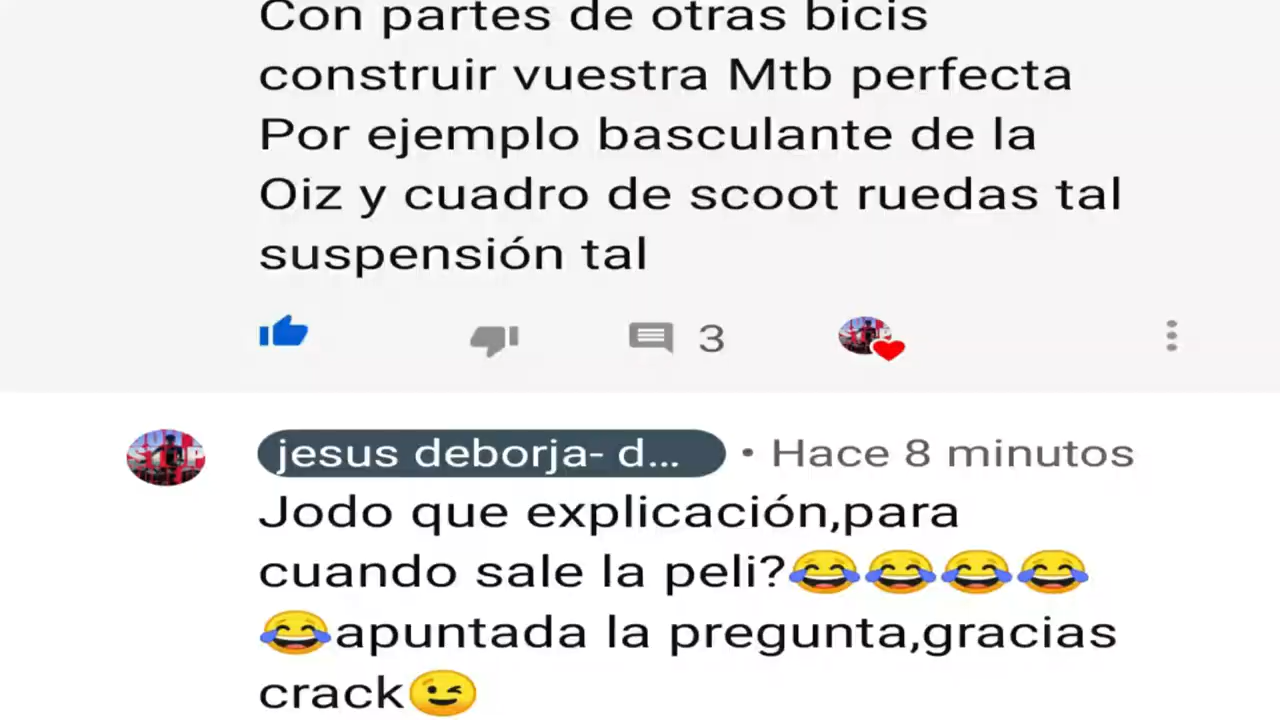 Con partes de otras bicis
construir vuestra Mtb perfecta
Por ejemplo basculante de la
Oiz y cuadro de scoot ruedas tal
suspensión tal
3
jesus deborja- d... • Hace 8 minutos
Jodo que explicación,para
cuando sale la peli?😂😂😂😂
😂apuntada la pregunta,gracias
crack😉